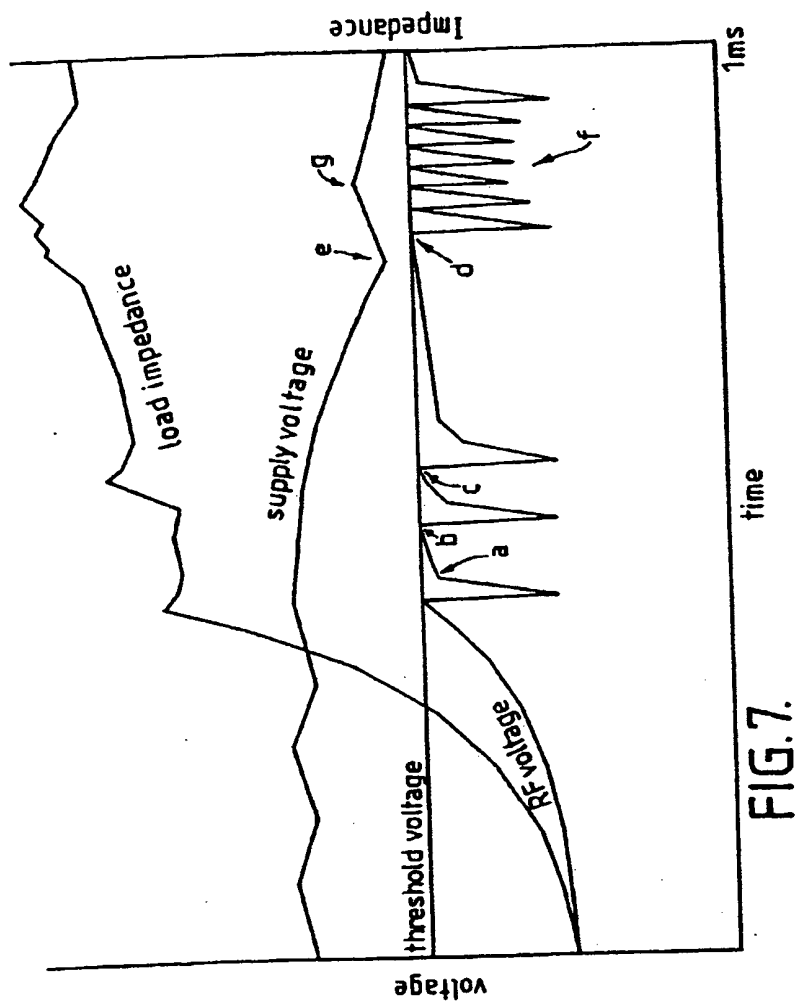 Impedance
load impedance
supply voltage
g
e
threshold voltage
RF voltage
a
b
c
d
f
voltage
time
1ms
FIG. 7.